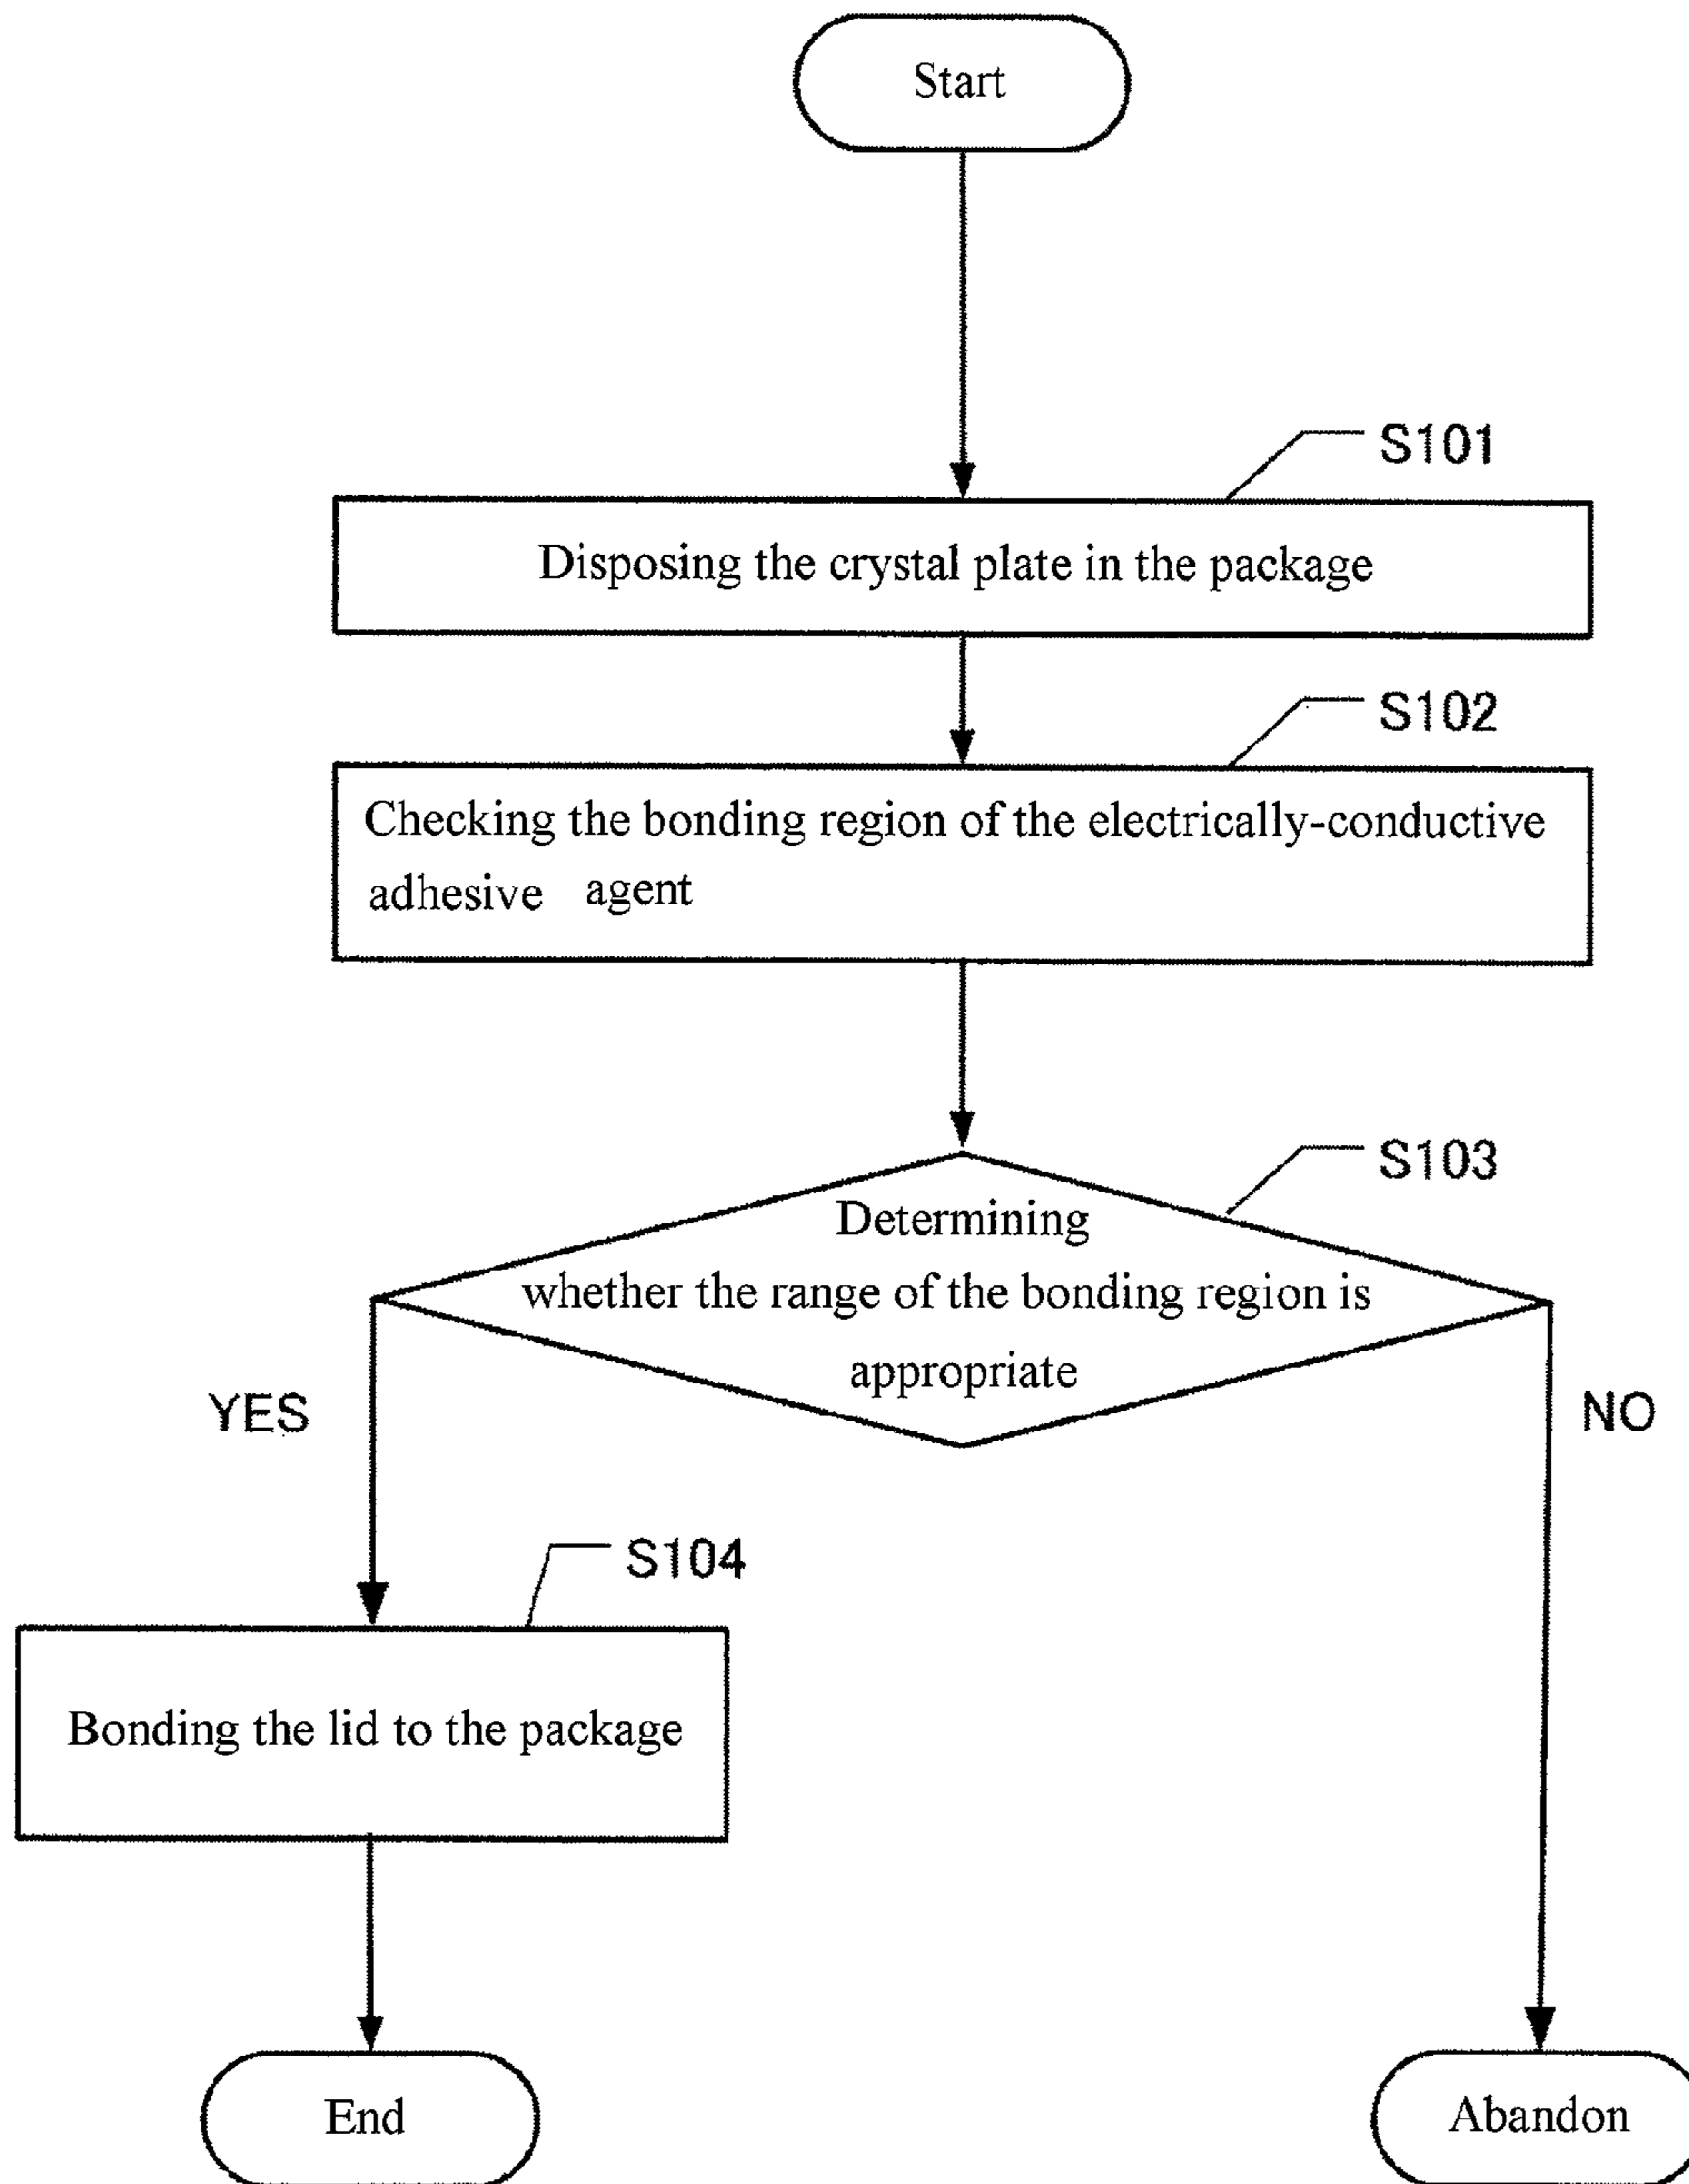 Start
S101
Disposing the crystal plate in the package
S102
Checking the bonding region of the electrically-conductive
adhesive agent
S103
Determining
whether the range of the bonding region is
appropriate
YES
NO
S104
Bonding the lid to the package
End
Abandon